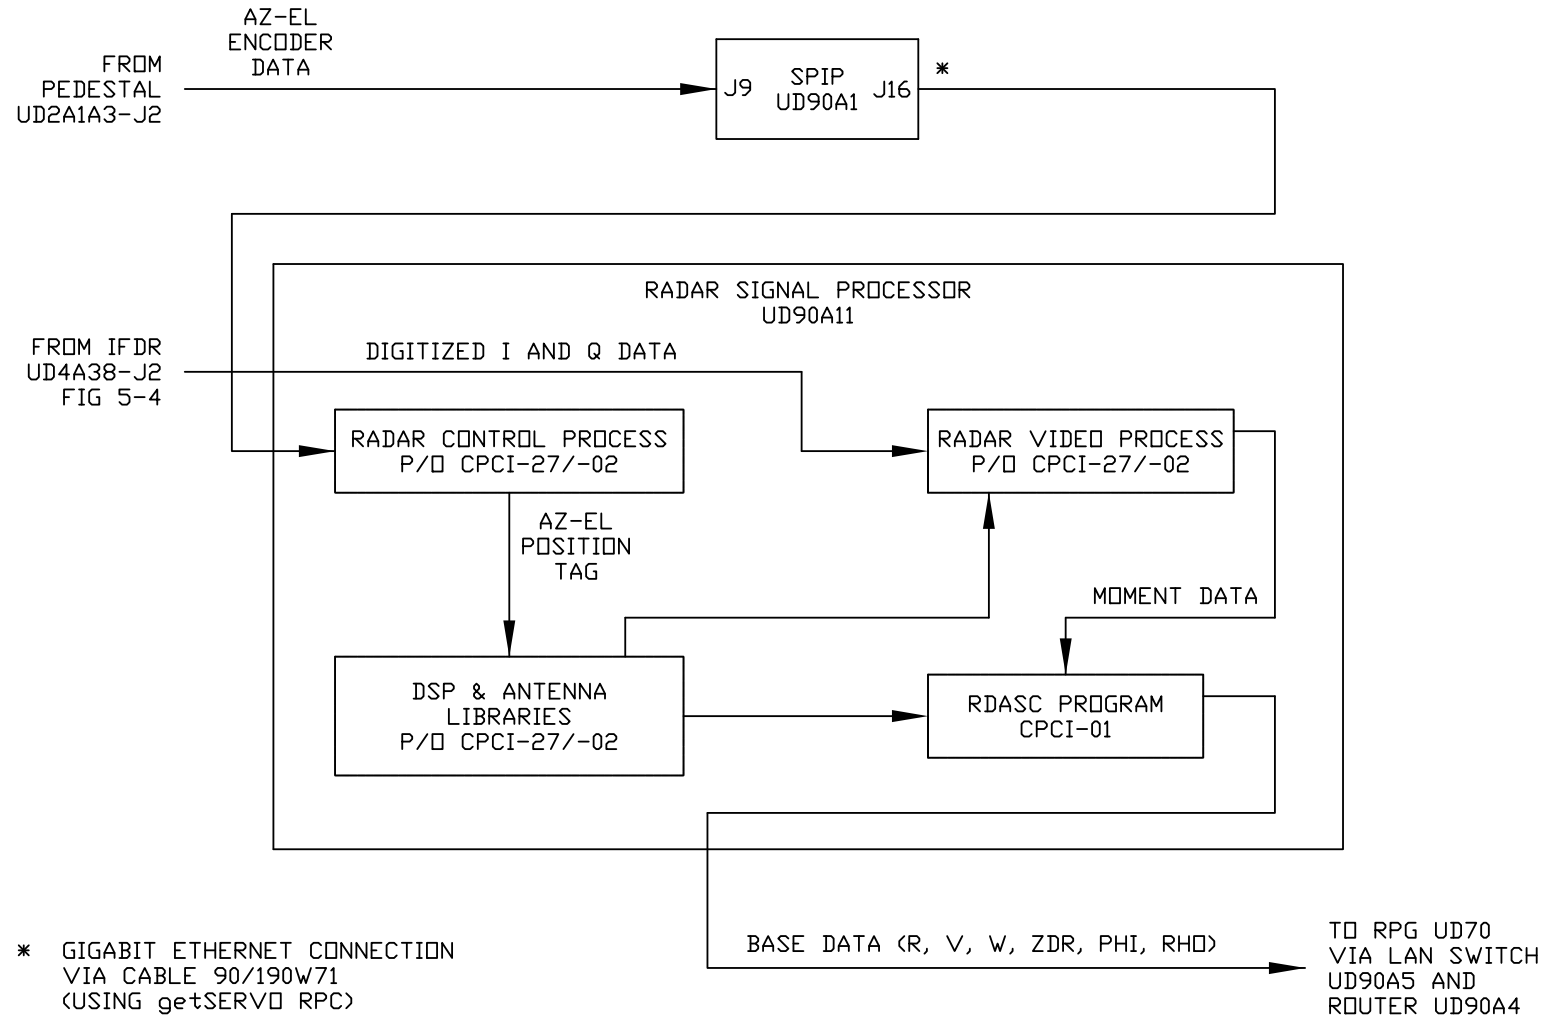 AZ-EL
ENCODER
DATA
FROM
PEDESTAL
UD2A1A3-J2
J9
SPIP
UD90A1
J16
*
RADAR SIGNAL PROCESSOR
UD90A11
FROM IFDR
UD4A38-J2
FIG 5-4
DIGITIZED I AND Q DATA
RADAR CONTROL PROCESS
P/O CPCI-27/-02
RADAR VIDEO PROCESS
P/O CPCI-27/-02
AZ-EL
POSITION
TAG
MOMENT DATA
DSP & ANTENNA
LIBRARIES
P/O CPCI-27/-02
RDASC PROGRAM
CPCI-01
BASE DATA (R, V, W, ZDR, PHI, RHO)
TO RPG UD70
VIA LAN SWITCH
UD90A5 AND
ROUTER UD90A4
* GIGABIT ETHERNET CONNECTION
VIA CABLE 90/190W71
(USING getSERVO RPC)